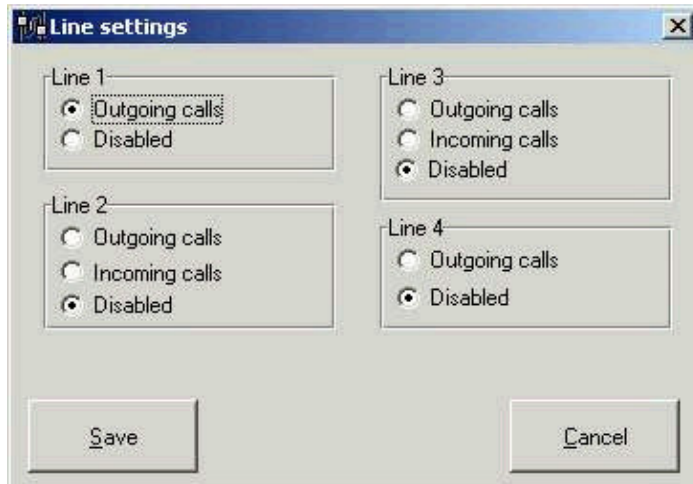 Line settings
Line 1
Outgoing calls
Disabled
Line 2
Outgoing calls
Incoming calls
Disabled
Line 3
Outgoing calls
Incoming calls
Disabled
Line 4
Outgoing calls
Disabled
Save
Cancel